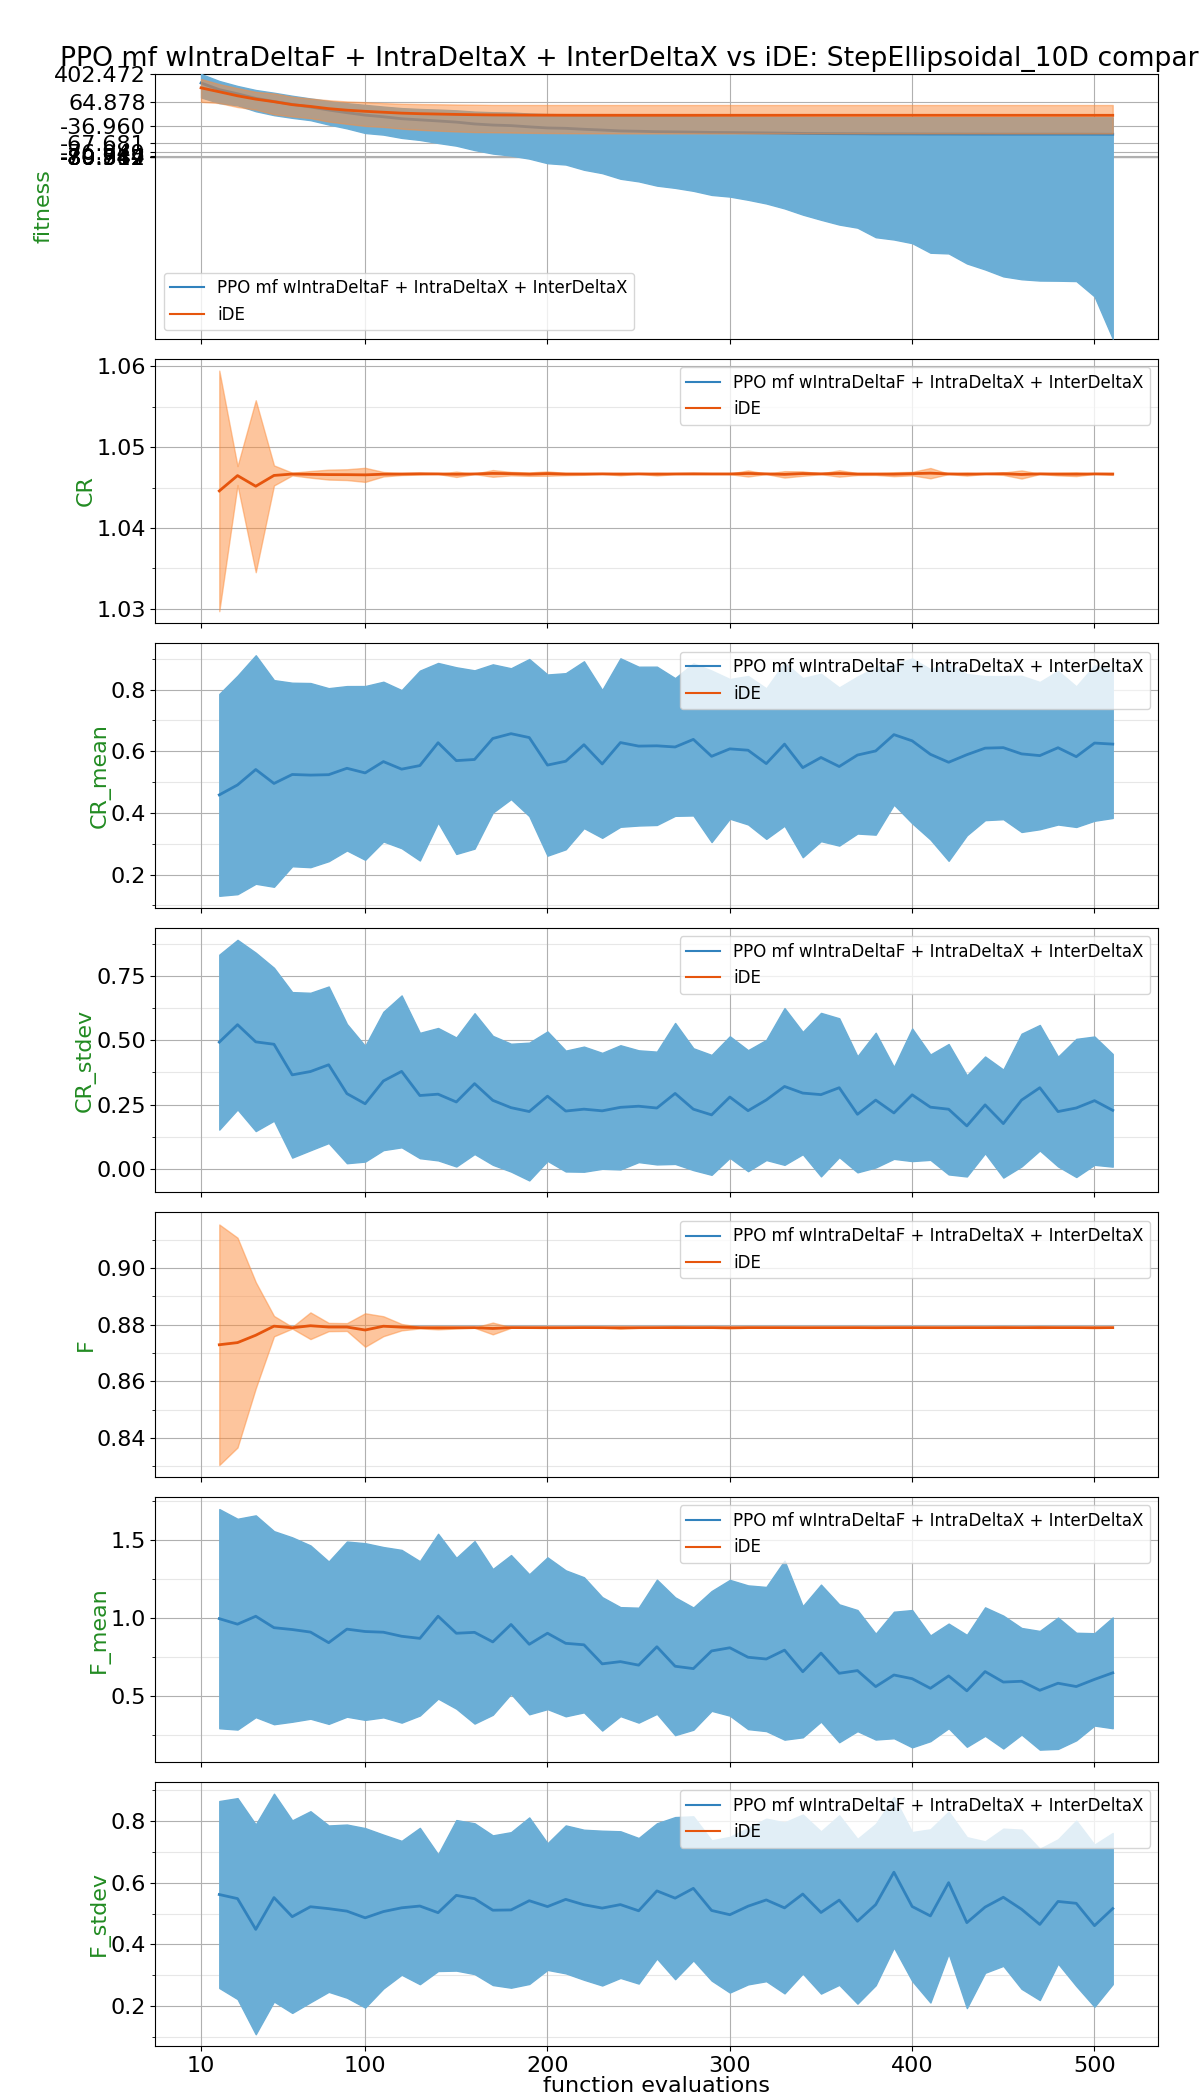 PPO mf wIntraDeltaF + IntraDeltaX + InterDeltaX vs iDE: StepEllipsoidal_10D compar
402.472
64.878
-36.960
-67.681
fitness
PPO mf wIntraDeltaF + IntraDeltaX + InterDeltaX
iDE
1.06
1.05
1.04
1.03
CR
PPO mf wIntraDeltaF + IntraDeltaX + InterDeltaX
iDE
0.8
0.6
0.4
0.2
CR_mean
PPO mf wIntraDeltaF + IntraDeltaX + InterDeltaX
iDE
0.75
0.50
0.25
0.00
CR_stdev
PPO mf wIntraDeltaF + IntraDeltaX + InterDeltaX
iDE
0.90
0.88
0.86
0.84
F
PPO mf wIntraDeltaF + IntraDeltaX + InterDeltaX
iDE
1.5
1.0
0.5
F_mean
PPO mf wIntraDeltaF + IntraDeltaX + InterDeltaX
iDE
0.8
0.6
0.4
0.2
F_stdev
PPO mf wIntraDeltaF + IntraDeltaX + InterDeltaX
iDE
10 100 200 300 400 500
function evaluations